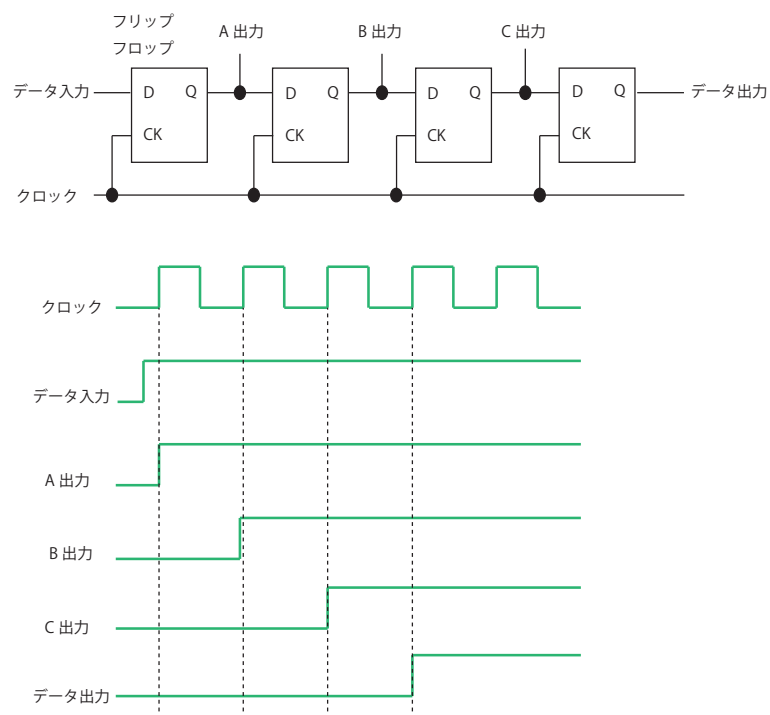 フリップ
フロップ
A 出力
B 出力
C 出力
データ入力
D Q
D Q
D Q
D Q
データ出力
CK
CK
CK
CK
クロック
クロック
データ入力
A 出力
B 出力
C 出力
データ出力